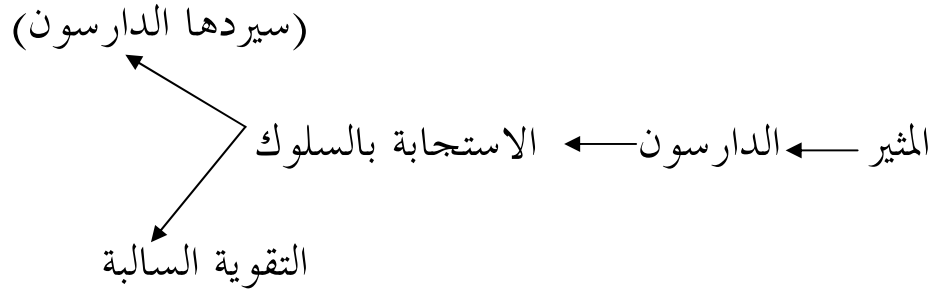 (سيردها الدارسون)
المثير الدارسون الاستجابة بالسلوك
التقوية السالبة